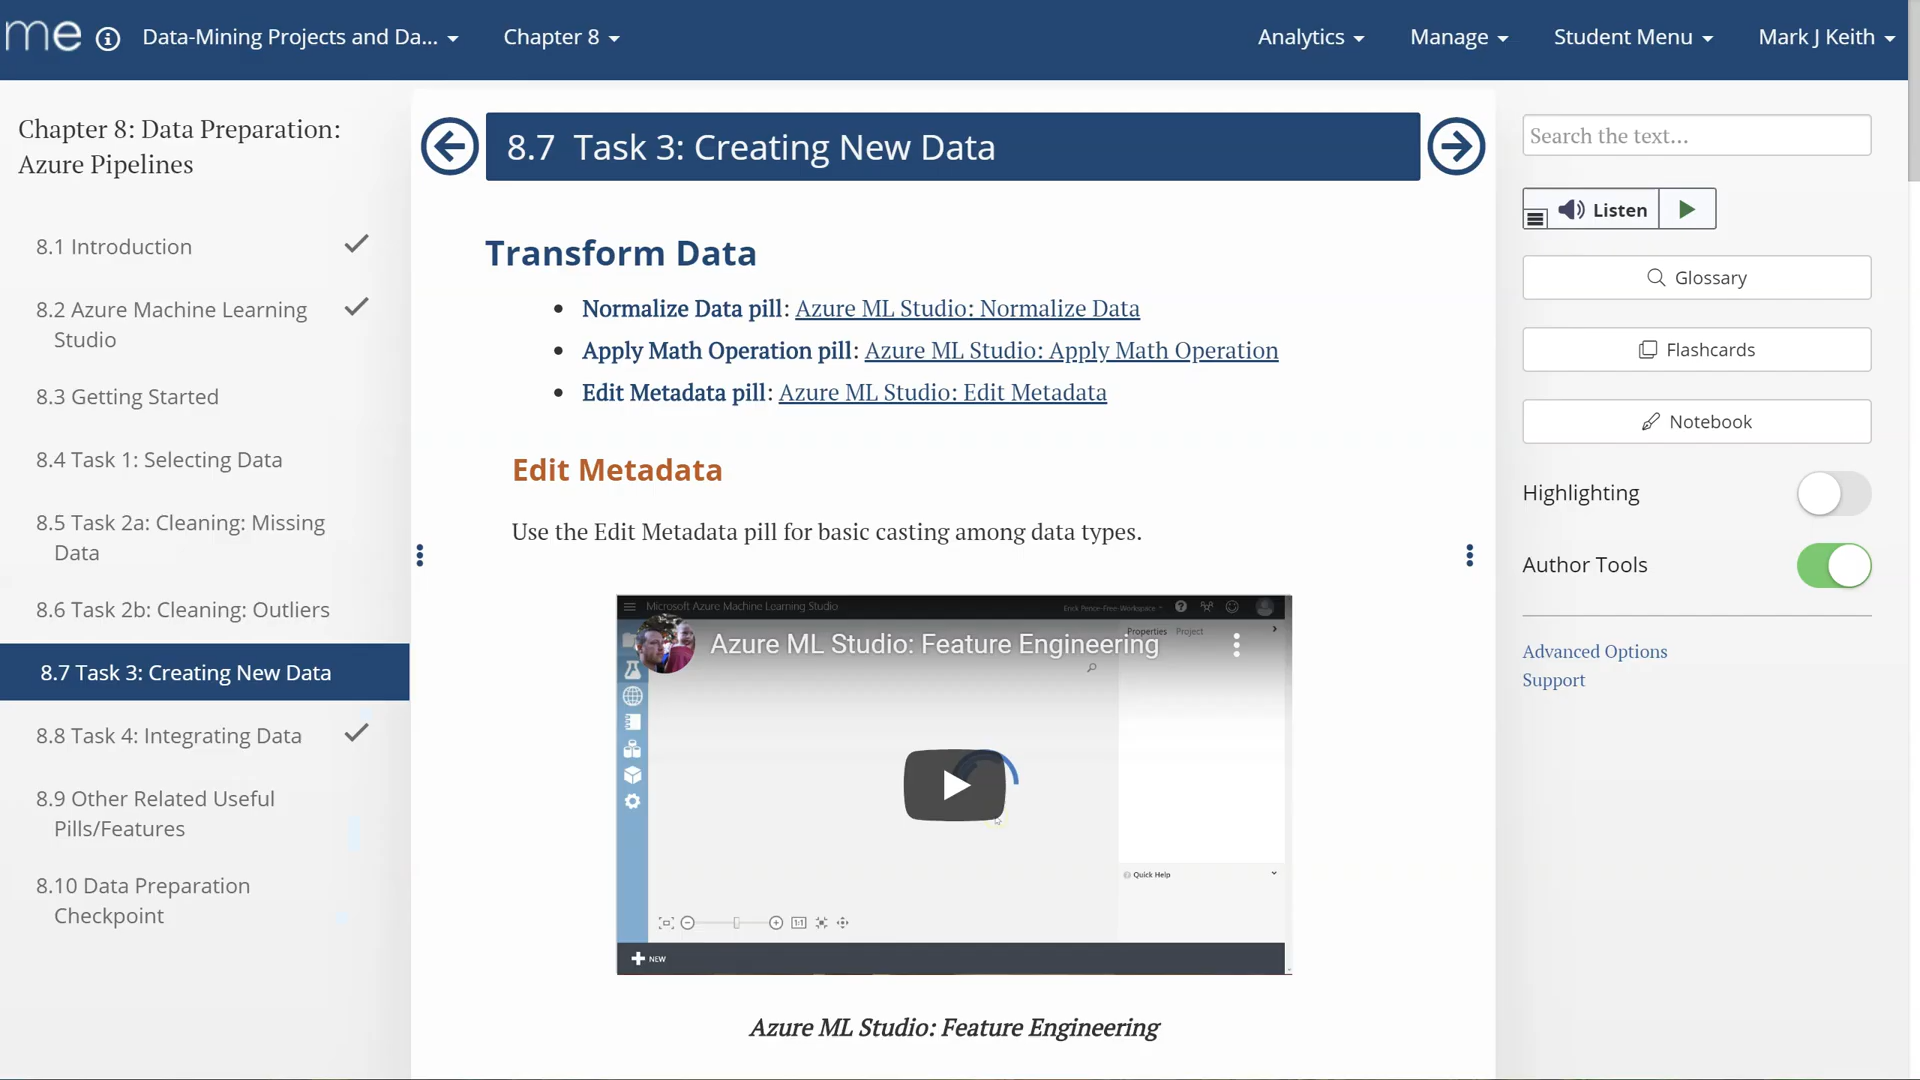 me
Data-Mining Projects and Da...
Chapter 8
Analytics
Manage
Student Menu
Mark J Keith
Chapter 8: Data Preparation:
Azure Pipelines
8.1 Introduction
8.2 Azure Machine Learning
Studio
8.3 Getting Started
8.4 Task 1: Selecting Data
8.5 Task 2a: Cleaning: Missing
Data
8.6 Task 2b: Cleaning: Outliers
8.7 Task 3: Creating New Data
8.8 Task 4: Integrating Data
8.9 Other Related Useful
Pills/Features
8.10 Data Preparation
Checkpoint
8.7 Task 3: Creating New Data
Transform Data
• Normalize Data pill: Azure ML Studio: Normalize Data
• Apply Math Operation pill: Azure ML Studio: Apply Math Operation
• Edit Metadata pill: Azure ML Studio: Edit Metadata
Edit Metadata
Use the Edit Metadata pill for basic casting among data types.
Microsoft Azure Machine Learning Studio
Properties Project
Azure ML Studio: Feature Engineering
Quick Help
1:1
NEW
Azure ML Studio: Feature Engineering
Search the text...
Listen
Glossary
Flashcards
Notebook
Highlighting
Author Tools
Advanced Options
Support